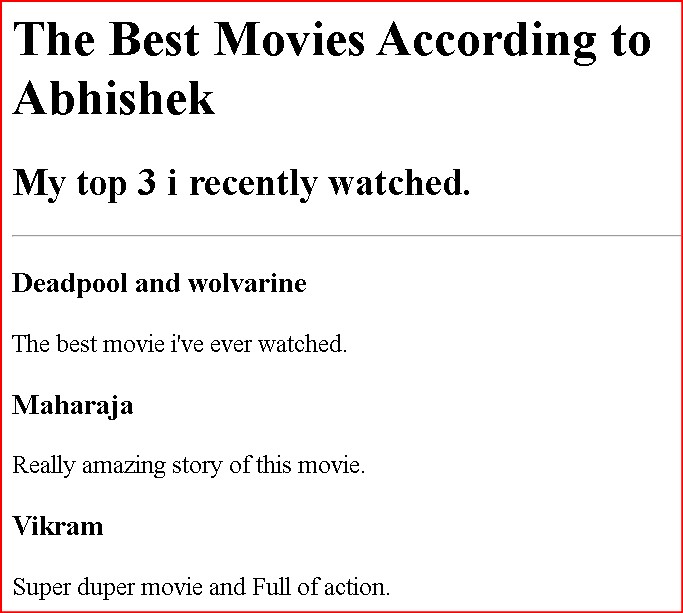 The Best Movies According to
Abhishek
My top 3 i recently watched.
Deadpool and wolvarine
The best movie i've ever watched.
Maharaja
Really amazing story of this movie.
Vikram
Super duper movie and Full of action.